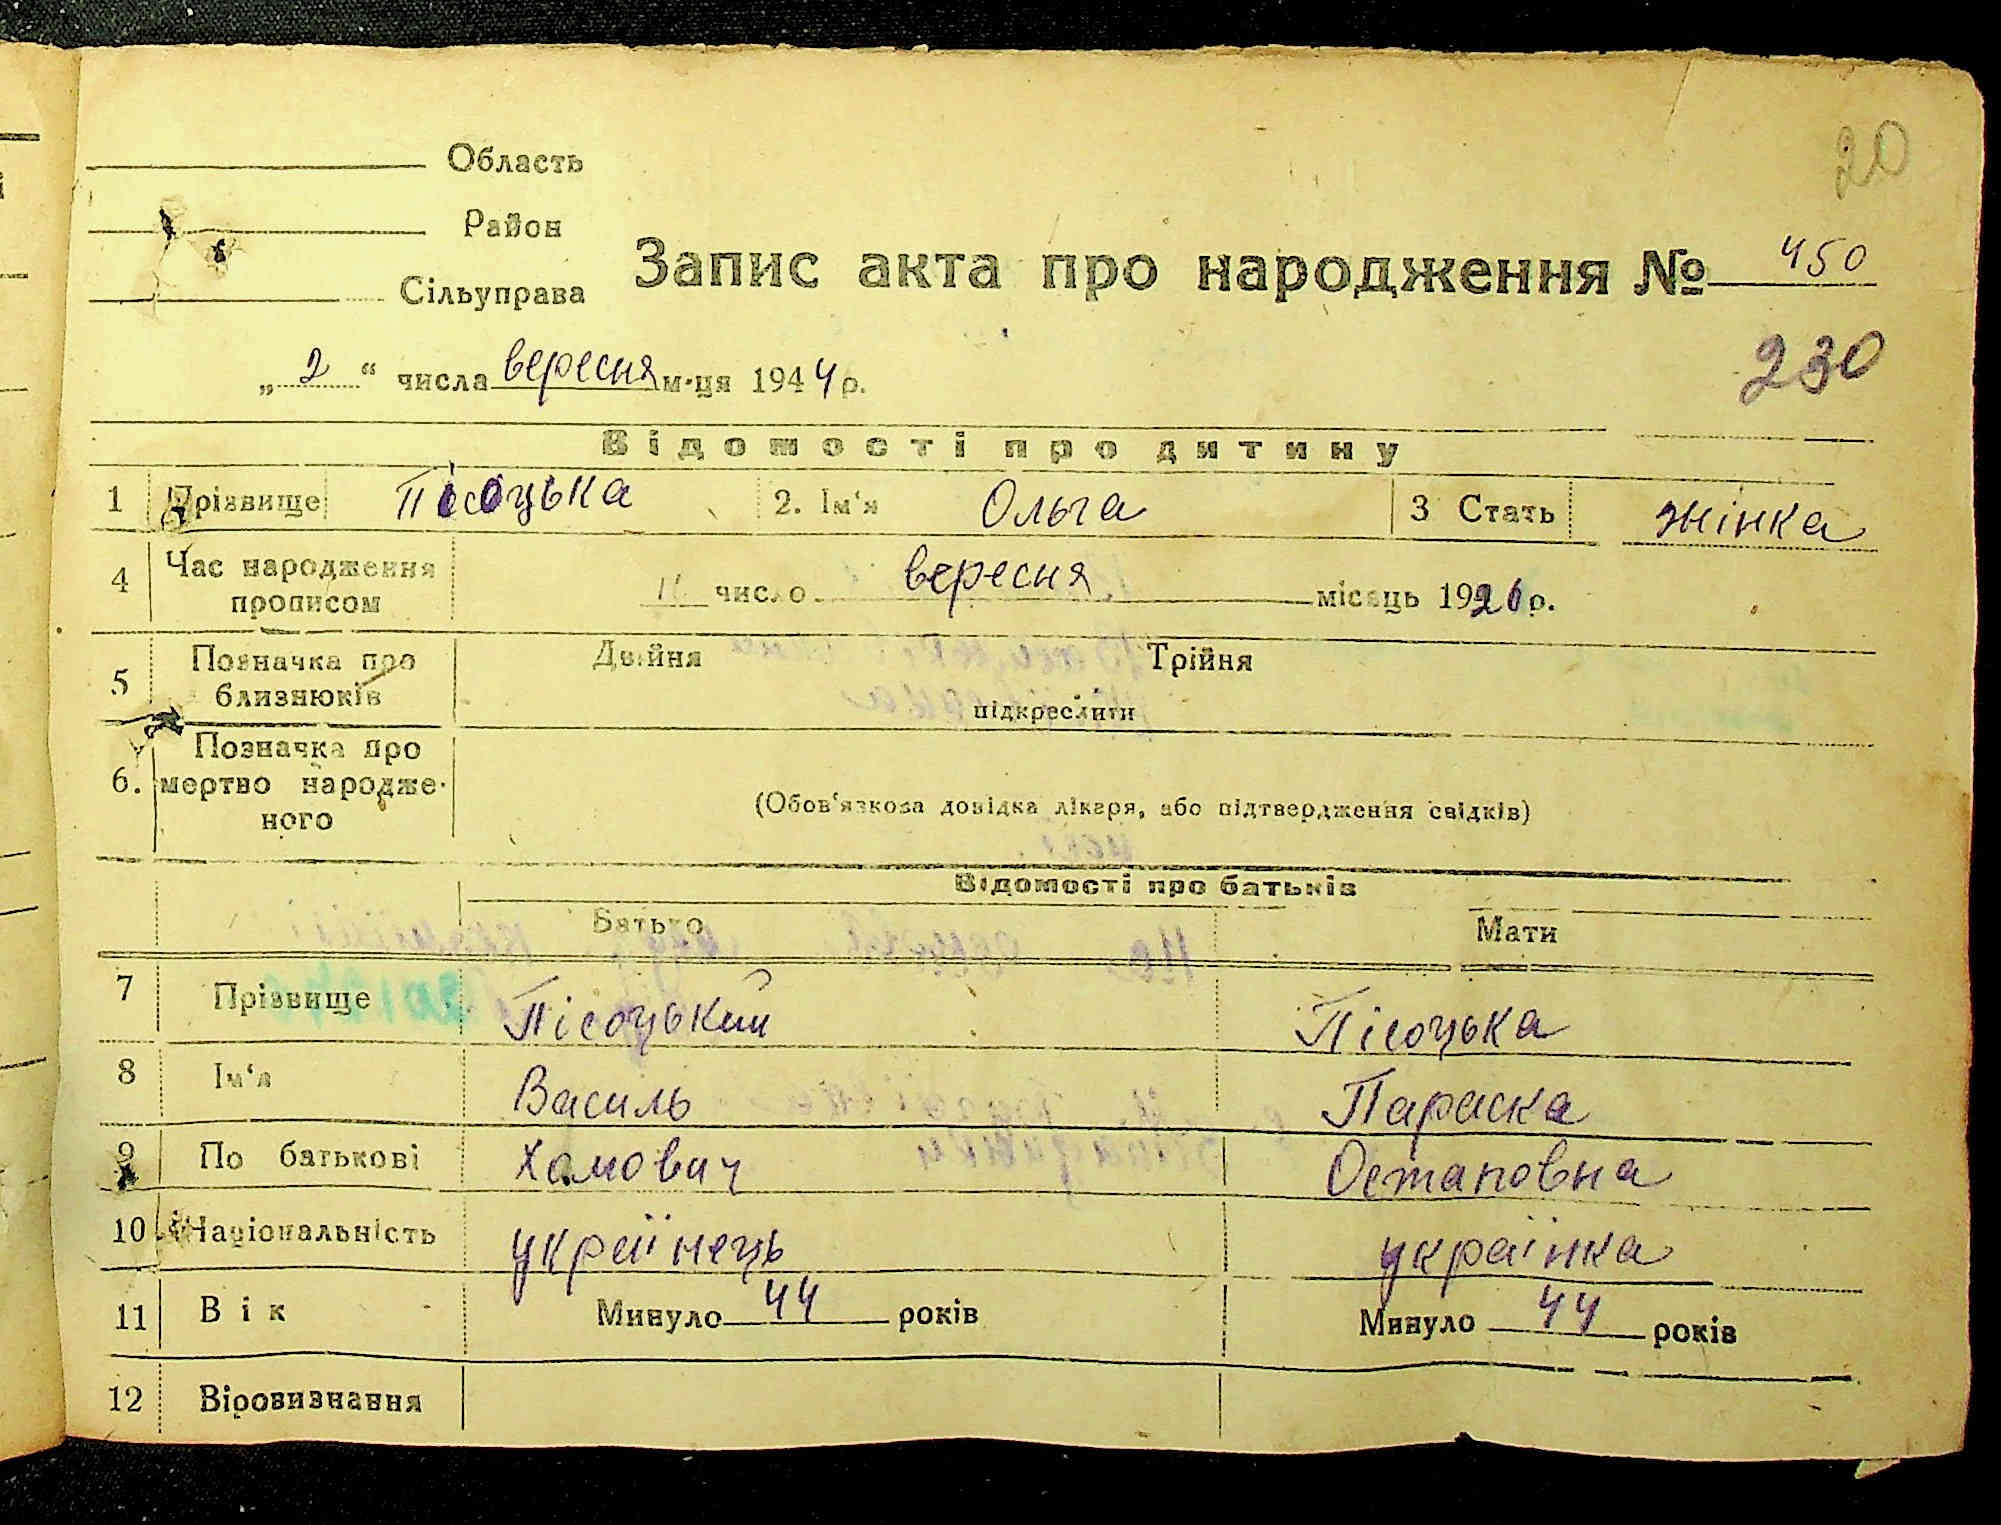 20
Область
Район
Сільуправа
Запис акта про народження № 450
„ 2 “ числа вересня м-ця 1944 р.
230
Відомості про дитину
1 Прізвище Пісоцька 2. Ім‘я Ольга 3 Стать жінка
4 Час народження прописом 11 число вересня місяць 1926 р.
5 Позначка про близнюків Двійня Трійня
підкреслити
6. Позначка про мертво народже-
ного
(Обов‘язкова довідка лікаря, або підтвердження свідків)
Відомості про батьків
Батько Мати
7 Прізвище Пісоцький Пісоцька
8 Ім‘я Василь Параска
9 По батькові Хомович Остаповна
10 Національність українець українка
11 Вік Минуло 44 років Минуло 44 років
12 Віровизнання